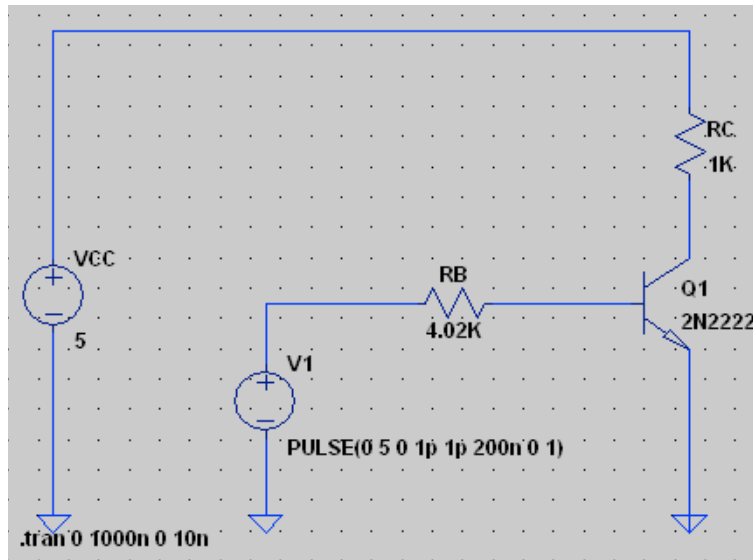 RC
1K
VCC
RB
Q1
4.02K
2N2222
5
V1
PULSE(0 5 0 1p 1p 200n 0 1)
.tran 0 1000n 0 10n